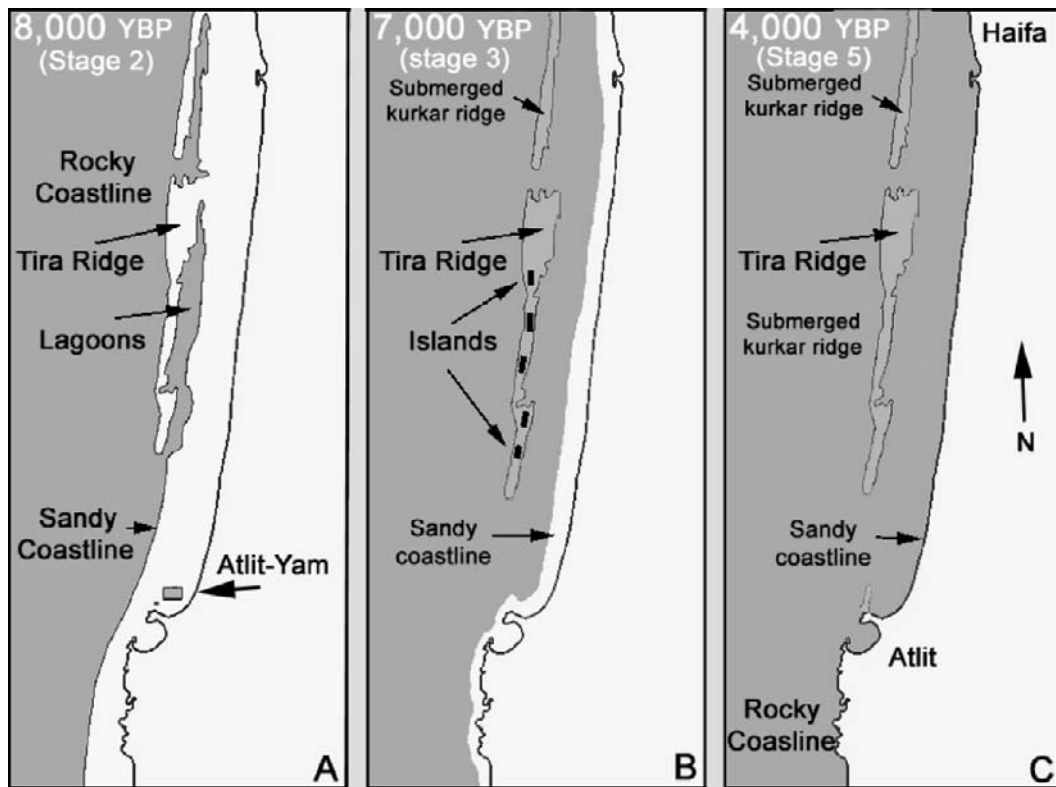 8,000 YBP
(Stage 2)
Rocky
Coastline
Tira Ridge
Lagoons
Sandy
Coastline
Atlit-Yam
A
7,000 YBP
(stage 3)
Submerged
kurkar ridge
Tira Ridge
Islands
Sandy
coastline
B
4,000 YBP
(Stage 5)
Haifa
Submerged
kurkar ridge
Tira Ridge
Submerged
kurkar ridge
N
Sandy
coastline
Atlit
Rocky
Coasline
C